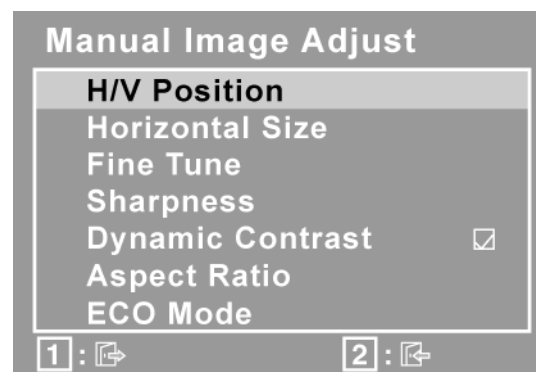 Manual Image Adjust
H/V Position
Horizontal Size
Fine Tune
Sharpness
Dynamic Contrast
Aspect Ratio
ECO Mode
1 : 2 :